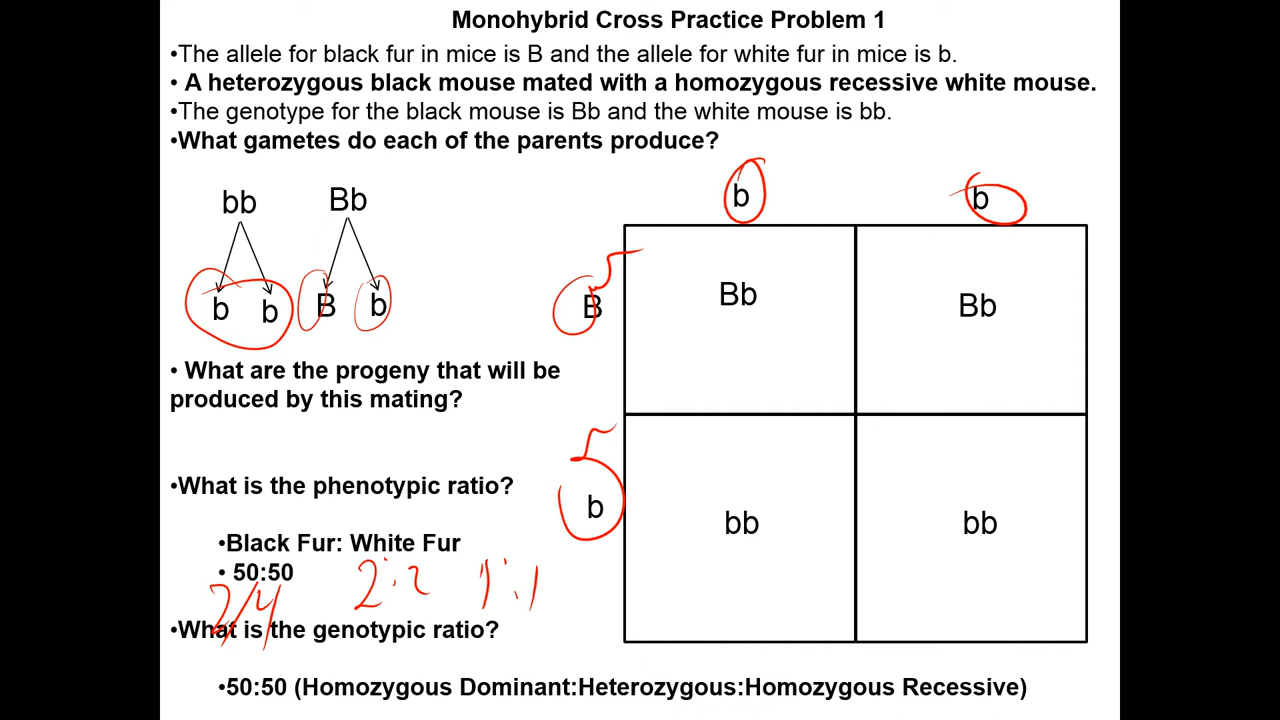 Monohybrid Cross Practice Problem 1
•The allele for black fur in mice is B and the allele for white fur in mice is b.
• A heterozygous black mouse mated with a homozygous recessive white mouse.
•The genotype for the black mouse is Bb and the white mouse is bb.
•What gametes do each of the parents produce?
bb Bb
b b B b
b b
B Bb Bb
b bb bb
• What are the progeny that will be
produced by this mating?
•What is the phenotypic ratio?
•Black Fur: White Fur
• 50:50
2/4 2:2 1:1
•What is the genotypic ratio?
•50:50 (Homozygous Dominant:Heterozygous:Homozygous Recessive)